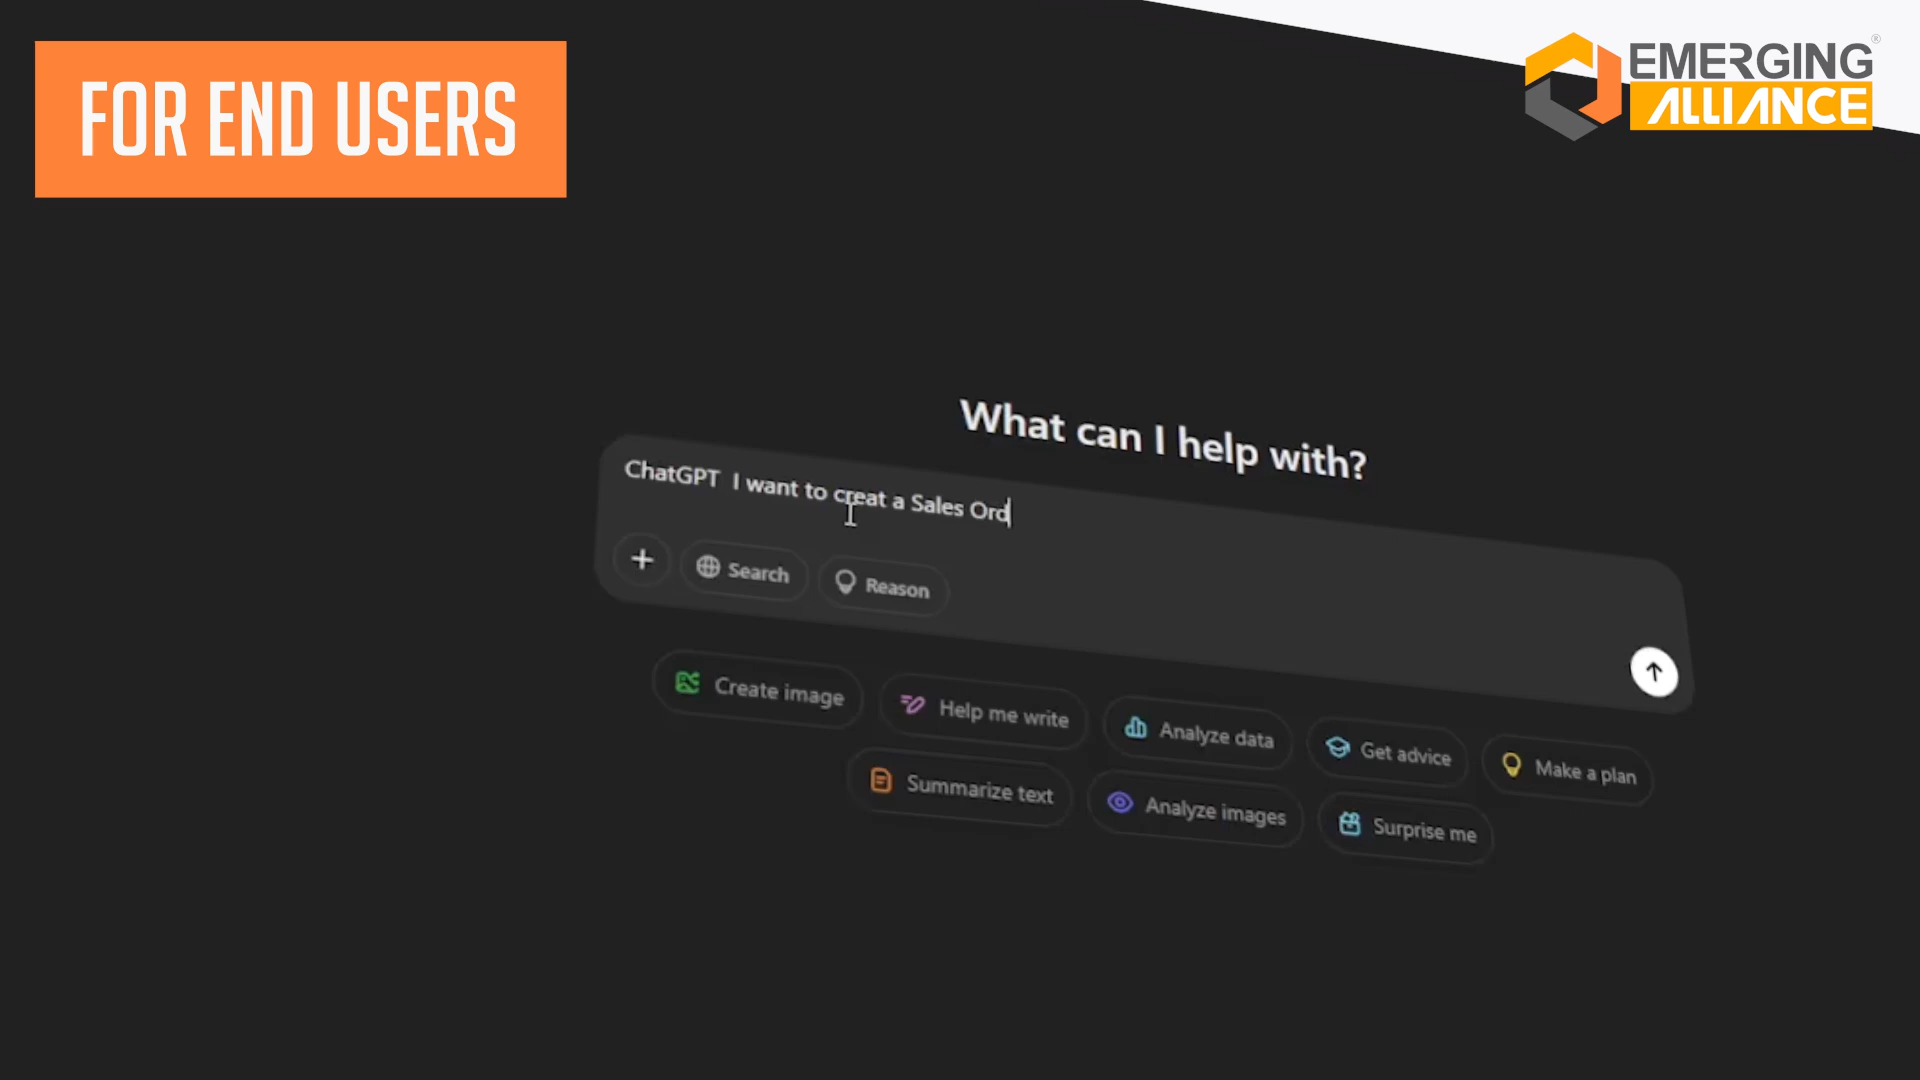 FOR END USERS
EMERGING
ALLIANCE
®
What can I help with?
ChatGPT  I want to creat a Sales Ord
Search
Reason
Create image
Help me write
Analyze data
Get advice
Make a plan
Summarize text
Analyze images
Surprise me